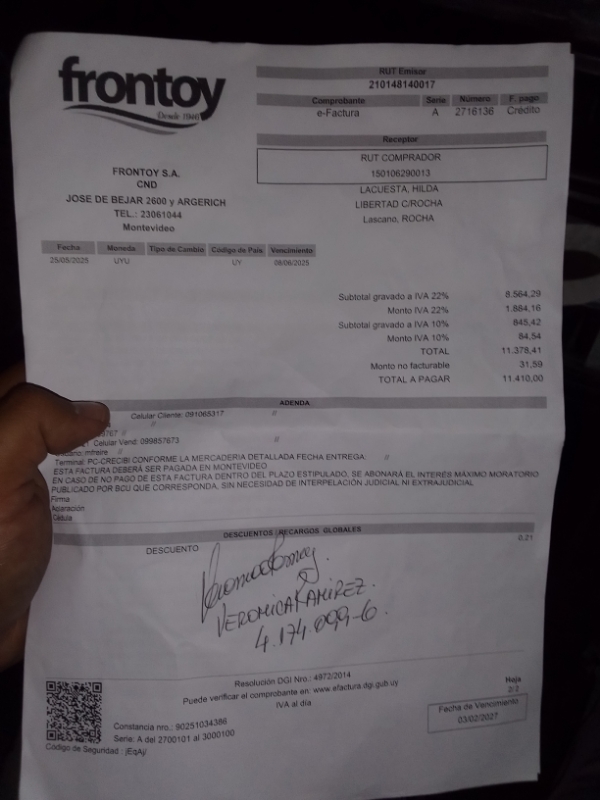 frontoy
Desde 1946
RUT Emisor
210148140017
Comprobante Serie Número F. pago
e-Factura A 2716136 Crédito
Receptor
RUT COMPRADOR
150106290013
LACUESTA, HILDA
LIBERTAD C/ROCHA
Lascano, ROCHA
FRONTOY S.A.
CND
JOSE DE BEJAR 2600 y ARGERICH
TEL.: 23061044
Montevideo
Fecha Moneda Tipo de Cambio Código de País Vencimiento
25/05/2025 UYU UY 08/06/2025
Subtotal gravado a IVA 22% 8.564,29
Monto IVA 22% 1.884,16
Subtotal gravado a IVA 10% 845,42
Monto IVA 10% 84,54
TOTAL 11.378,41
Monto no facturable 31,59
TOTAL A PAGAR 11.410,00
ADENDA
Celular Cliente: 091068317 //
//
Celular Vend: 099857673 //
mfreire //
Terminal: PC-CRECIBI CONFORME LA MERCADERIA DETALLADA FECHA ENTREGA:
ESTA FACTURA DEBERÁ SER PAGADA EN MONTEVIDEO
EN CASO DE NO PAGO DE ESTA FACTURA DENTRO DEL PLAZO ESTIPULADO, SE ABONARÁ EL INTERÉS MÁXIMO MORATORIO
PUBLICADO POR BCU QUE CORRESPONDA, SIN NECESIDAD DE INTERPELACIÓN JUDICIAL NI EXTRAJUDICIAL
Firma
Aparación
Cédula
DESCUENTOS / RECARGOS GLOBALES
DESCUENTO 0,21
VERONICA RAMIREZ.
4.174.099-6.
Resolución DGI Nro.: 4972/2014
Puede verificar el comprobante en: www.efactura.dgi.gub.uy
IVA al día
Hoja
2/2
Fecha de Vencimiento
03/02/2027
Constancia nro.: 90251034386
Serie: A del 2700101 al 3000100
Código de Seguridad :